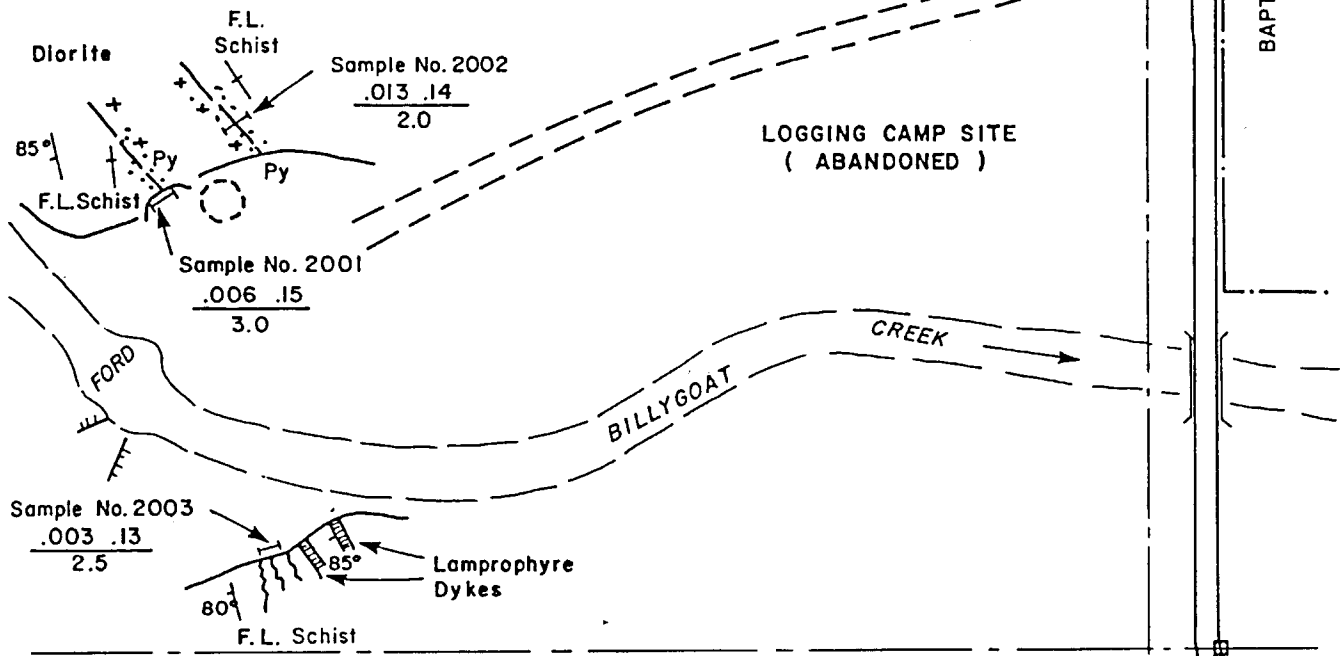 F.L.
Schist
Diorite
Sample No. 2002
.013 .14
2.0
85°
Py
Py
F.L. Schist
Sample No. 2001
.006 .15
3.0
LOGGING CAMP SITE
( ABANDONED )
BAPT
FORD
BILLYGOAT
CREEK
Sample No. 2003
.003 .13
2.5
85°
Lamprophyre
Dykes
80°
F.L. Schist